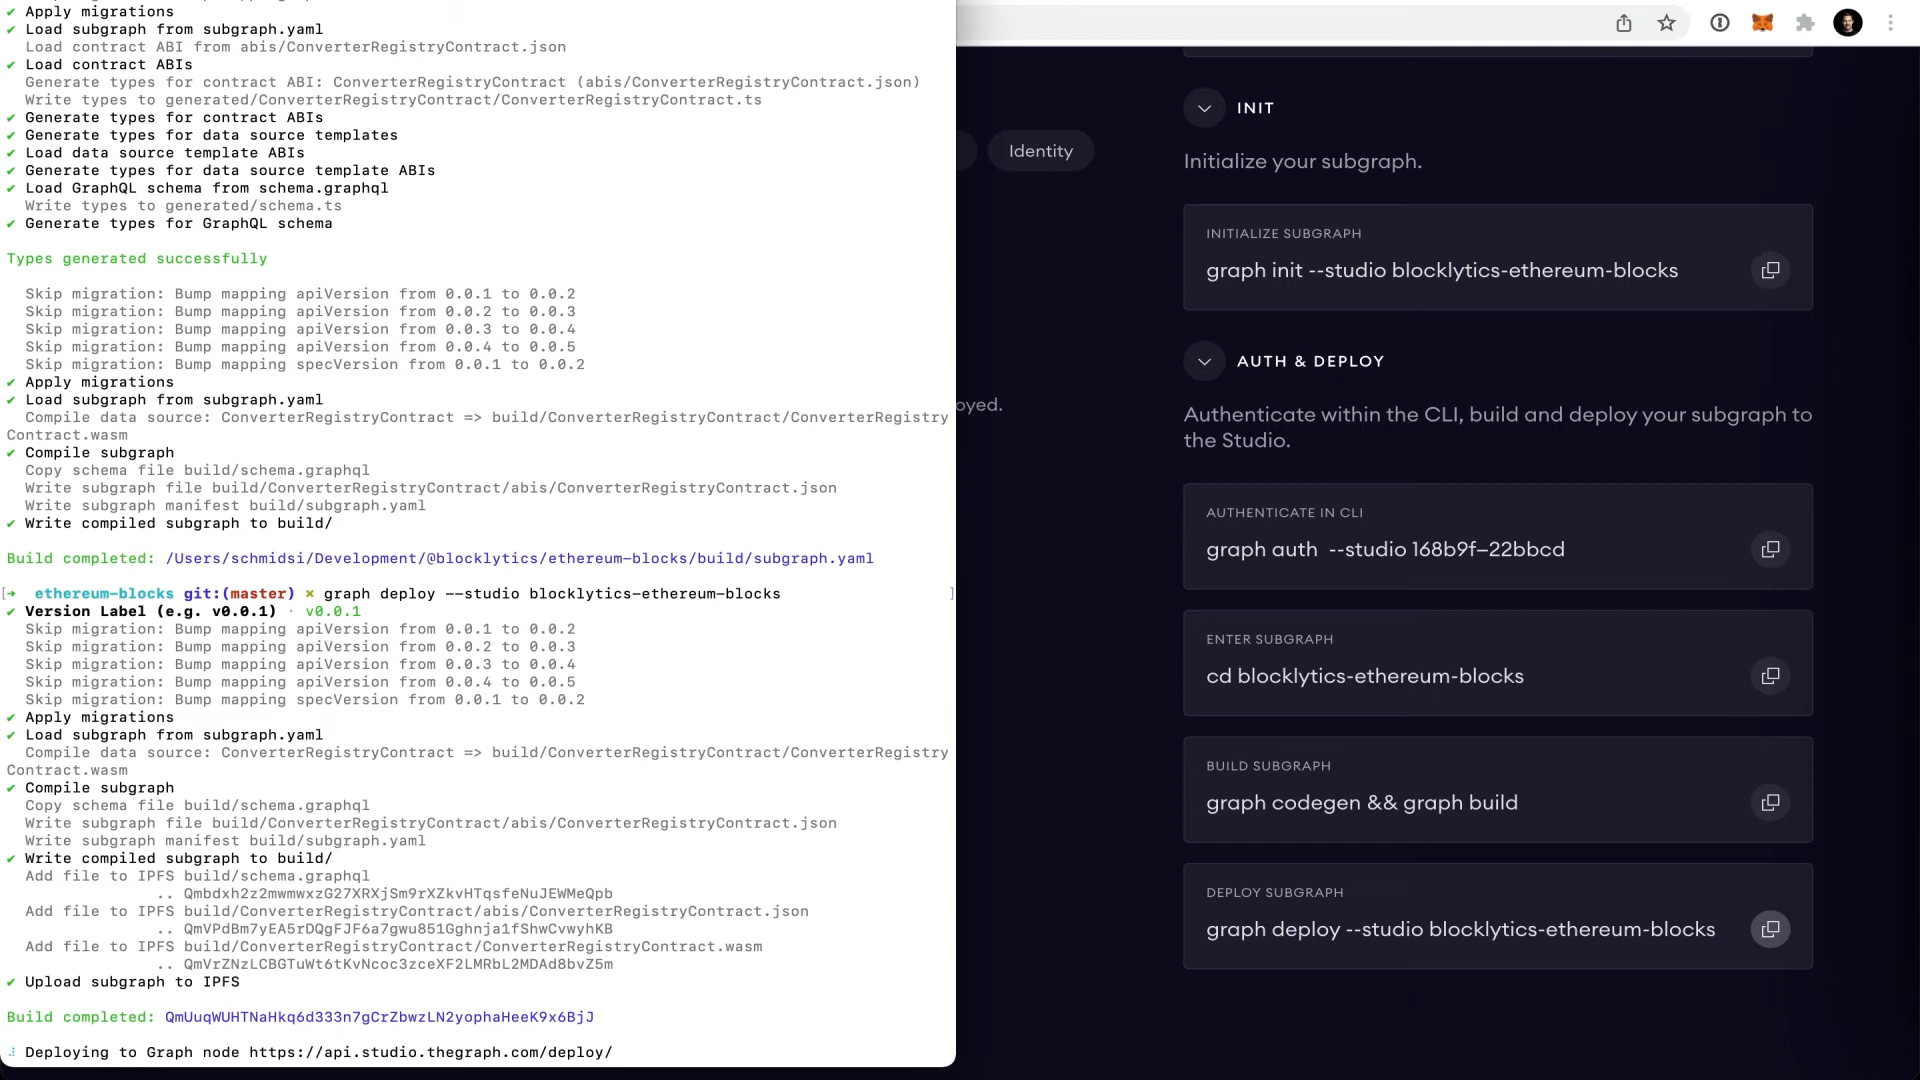 ✔ Apply migrations
✔ Load subgraph from subgraph.yaml
Load contract ABI from abis/ConverterRegistryContract.json
✔ Load contract ABIs
Generate types for contract ABI: ConverterRegistryContract (abis/ConverterRegistryContract.json)
Write types to generated/ConverterRegistryContract/ConverterRegistryContract.ts
✔ Generate types for contract ABIs
✔ Generate types for data source templates
✔ Load data source template ABIs
✔ Generate types for data source template ABIs
✔ Load GraphQL schema from schema.graphql
Write types to generated/schema.ts
✔ Generate types for GraphQL schema
Types generated successfully
Skip migration: Bump mapping apiVersion from 0.0.1 to 0.0.2
Skip migration: Bump mapping apiVersion from 0.0.2 to 0.0.3
Skip migration: Bump mapping apiVersion from 0.0.3 to 0.0.4
Skip migration: Bump mapping apiVersion from 0.0.4 to 0.0.5
Skip migration: Bump mapping specVersion from 0.0.1 to 0.0.2
✔ Apply migrations
✔ Load subgraph from subgraph.yaml
Compile data source: ConverterRegistryContract => build/ConverterRegistryContract/ConverterRegistry
Contract.wasm
✔ Compile subgraph
Copy schema file build/schema.graphql
Write subgraph file build/ConverterRegistryContract/abis/ConverterRegistryContract.json
Write subgraph manifest build/subgraph.yaml
✔ Write compiled subgraph to build/
Build completed: /Users/schmidsi/Development/@blocklytics/ethereum-blocks/build/subgraph.yaml
[➜ ethereum-blocks git:(master) × graph deploy --studio blocklytics-ethereum-blocks ]
✔ Version Label (e.g. v0.0.1) · v0.0.1
Skip migration: Bump mapping apiVersion from 0.0.1 to 0.0.2
Skip migration: Bump mapping apiVersion from 0.0.2 to 0.0.3
Skip migration: Bump mapping apiVersion from 0.0.3 to 0.0.4
Skip migration: Bump mapping apiVersion from 0.0.4 to 0.0.5
Skip migration: Bump mapping specVersion from 0.0.1 to 0.0.2
✔ Apply migrations
✔ Load subgraph from subgraph.yaml
Compile data source: ConverterRegistryContract => build/ConverterRegistryContract/ConverterRegistry
Contract.wasm
✔ Compile subgraph
Copy schema file build/schema.graphql
Write subgraph file build/ConverterRegistryContract/abis/ConverterRegistryContract.json
Write subgraph manifest build/subgraph.yaml
✔ Write compiled subgraph to build/
Add file to IPFS build/schema.graphql
.. Qmbdxh2z2mwmwxzG27XRXjSm9rXZkvHTqsfeNuJEWMeQpb
Add file to IPFS build/ConverterRegistryContract/abis/ConverterRegistryContract.json
.. QmVPdBm7yEA5rDQgFJF6a7gwu851Gghnja1fShwCvwyhKB
Add file to IPFS build/ConverterRegistryContract/ConverterRegistryContract.wasm
.. QmVrZNzLCBGTuWt6tKvNcoc3zceXF2LMRbL2MDAd8bvZ5m
✔ Upload subgraph to IPFS
Build completed: QmUuqWUHTNaHkq6d333n7gCrZbwzLN2yophaHeeK9x6BjJ
Deploying to Graph node https://api.studio.thegraph.com/deploy/
Identity
oyed.
INIT
Initialize your subgraph.
INITIALIZE SUBGRAPH
graph init --studio blocklytics-ethereum-blocks
AUTH & DEPLOY
Authenticate within the CLI, build and deploy your subgraph to
the Studio.
AUTHENTICATE IN CLI
graph auth --studio 168b9f—22bbcd
ENTER SUBGRAPH
cd blocklytics-ethereum-blocks
BUILD SUBGRAPH
graph codegen && graph build
DEPLOY SUBGRAPH
graph deploy --studio blocklytics-ethereum-blocks